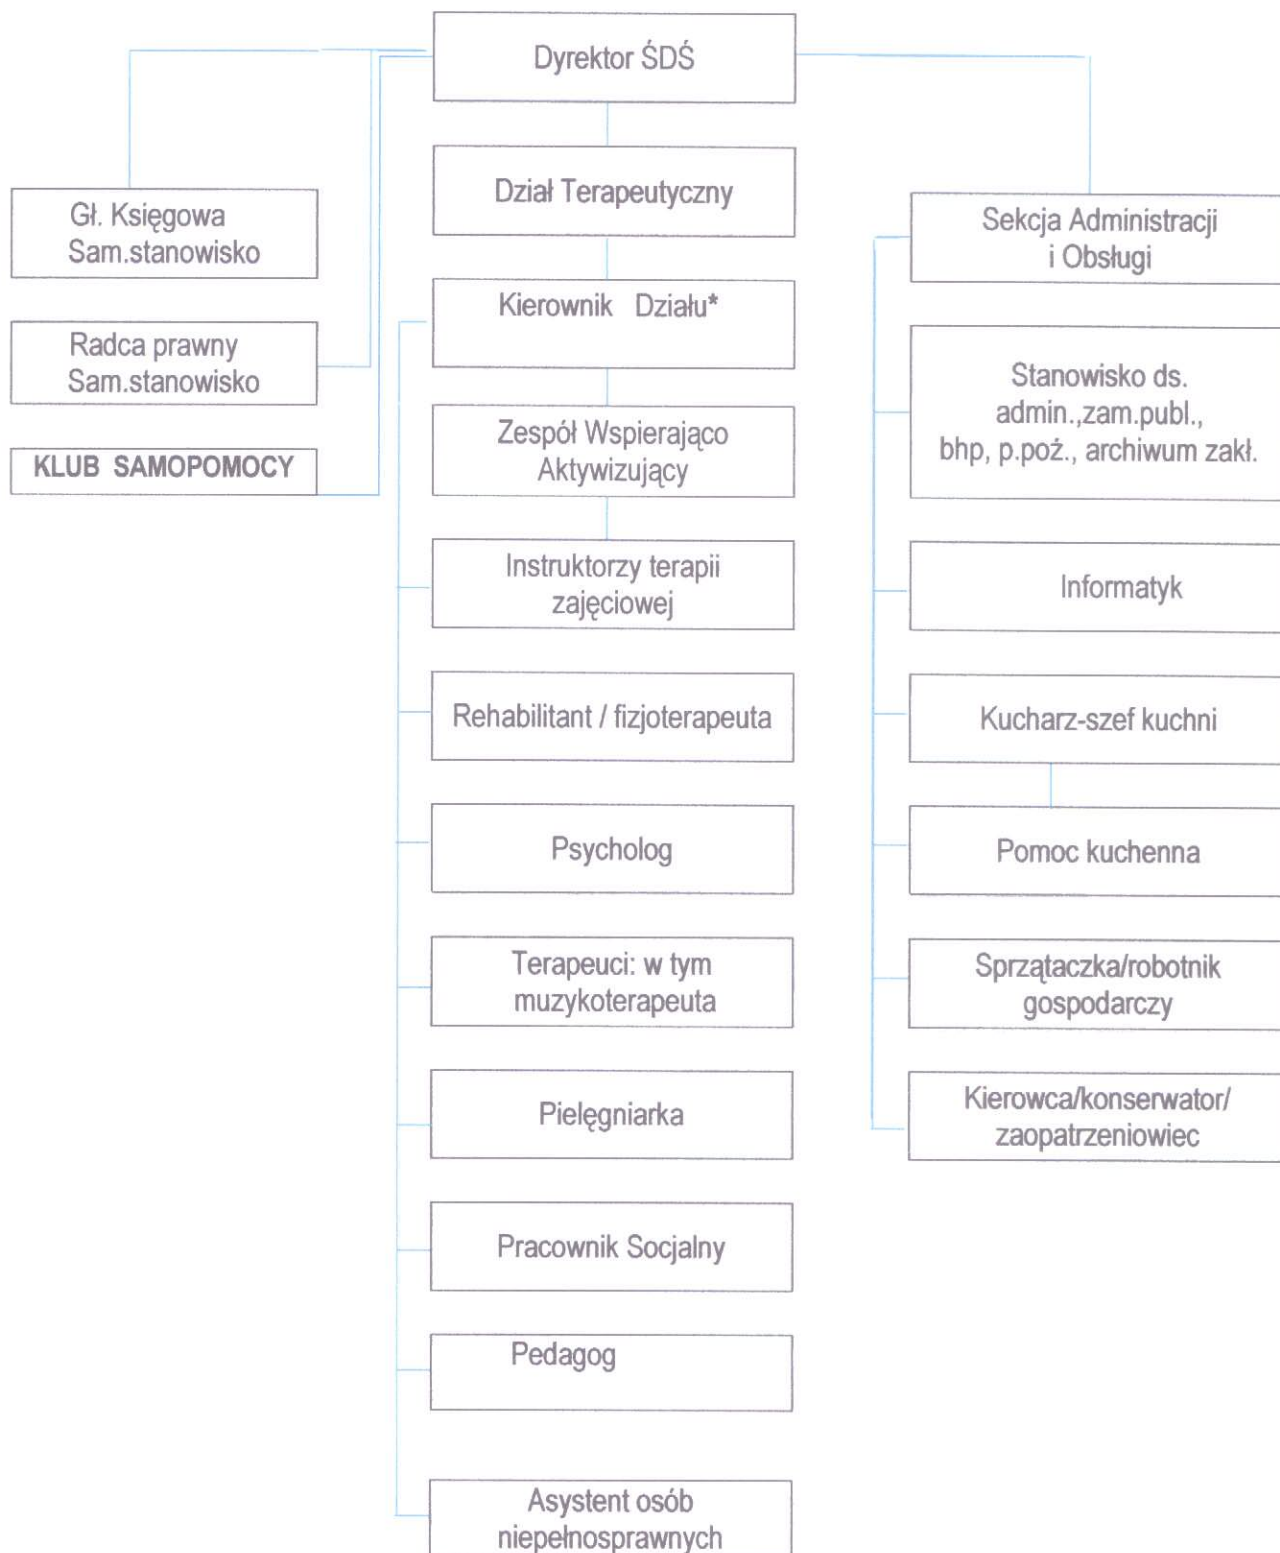 Dyrektor ŚDŚ
Gł. Księgowa
Sam.stanowisko
Radca prawny
Sam.stanowisko
KLUB SAMOPOMOCY
Dział Terapeutyczny
Kierownik Działu*
Zespół Wspierająco
Aktywizujący
Instruktorzy terapii
zajęciowej
Rehabilitant / fizjoterapeuta
Psycholog
Terapeuci: w tym
muzykoterapeuta
Pielęgniarka
Pracownik Socjalny
Pedagog
Asystent osób
niepełnosprawnych
Sekcja Administracji
i Obsługi
Stanowisko ds.
admin.,zam.publ.,
bhp, p.poż., archiwum zakł.
Informatyk
Kucharz-szef kuchni
Pomoc kuchenna
Sprzątaczka/robotnik
gospodarczy
Kierowca/konserwator/
zaopatrzeniowiec